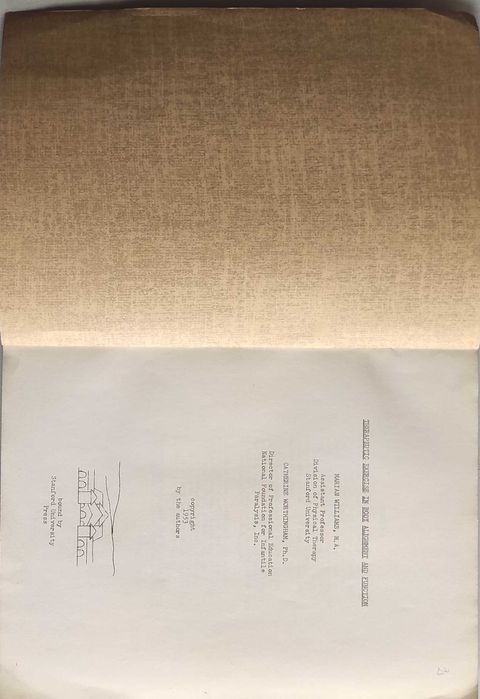 THERAPEUTIC EXERCISE IN BODY ALIGNMENT AND FUNCTION
MARIAN WILLIAMS, M.A.
Assistant Professor
Division of Physical Therapy
Stanford University
CATHERINE WORTHINGHAM, Ph.D.
Director of Professional Education
National Foundation for Infantile
Paralysis, Inc.
copyright
1953
by the authors
bound by
Stanford University
Press